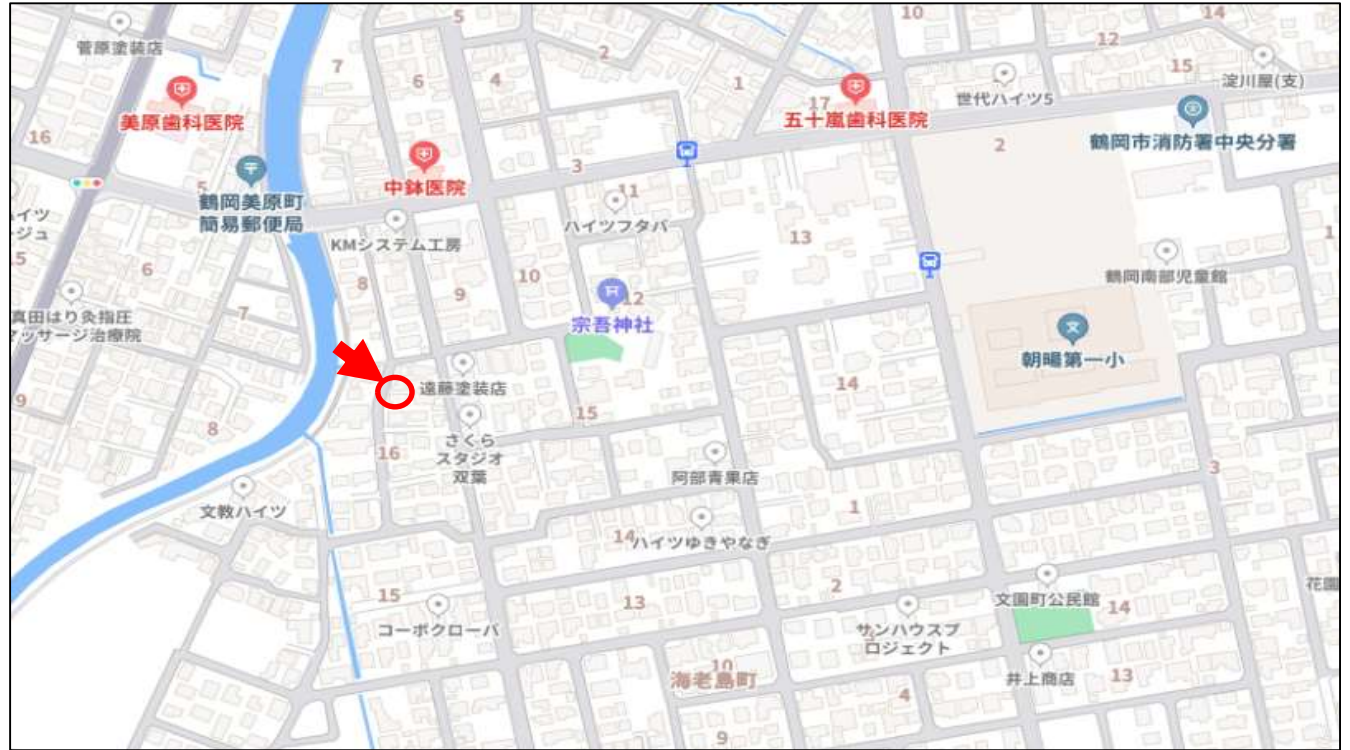 5
10
14
菅原塗装店
7
6
4
2
1
12
15
淀川屋(支)
17
世代ハイツ5
美原歯科医院
五十嵐歯科医院
16
2
鶴岡市消防署中央分署
3
中鉢医院
5
鶴岡美原町
簡易郵便局
11
ハイツフタバ
KMシステム工房
13
1
イツ
ジュ
5
6
8
9
10
鶴岡南部児童館
12
宗吾神社
真田はり灸指圧
マッサージ治療院
7
朝暘第一小
遠藤塗装店
14
9
8
15
さくら
スタジオ
双葉
16
3
阿部青果店
文教ハイツ
1
14
ハイツゆきやなぎ
2
花園
15
13
文園町公民館
14
コーポクローバ
サンハウスプ
ロジェクト
3
10
海老島町
井上商店
13
4
9